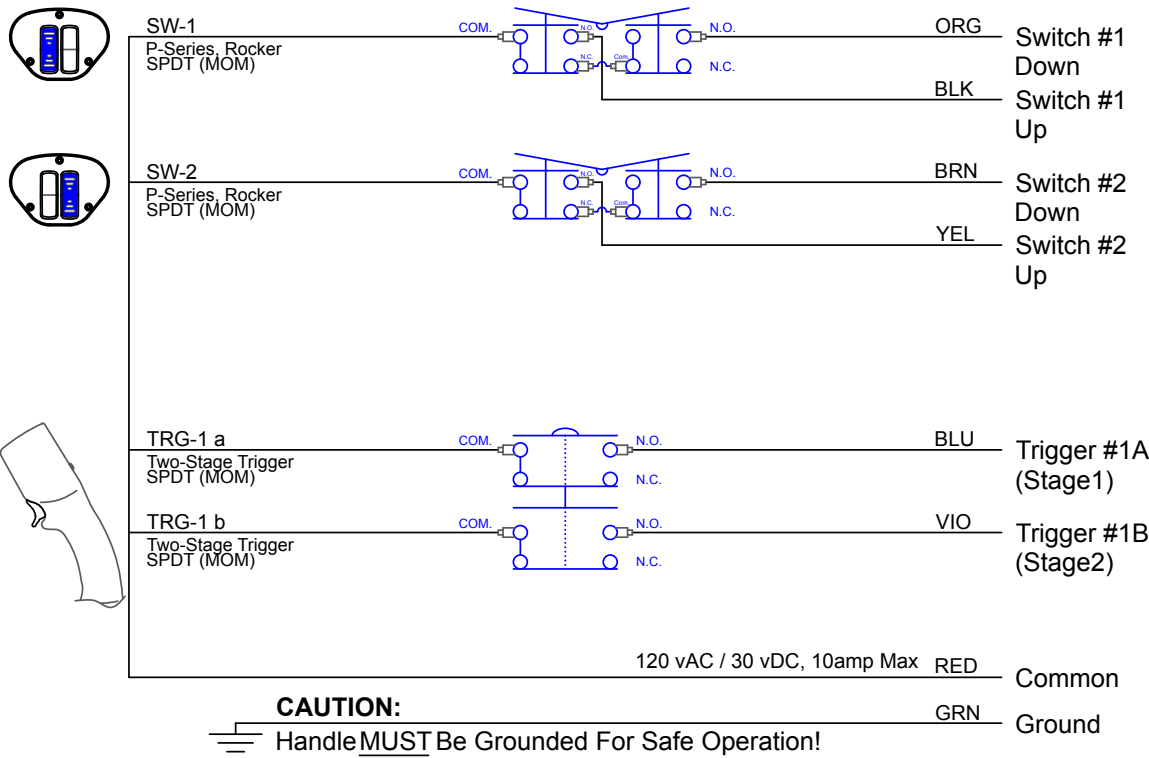 SW-1
P-Series, Rocker
SPDT (MOM)
COM.
N.O.
N.O.
N.C.
Com.
N.C.
ORG
Switch #1
Down
BLK
Switch #1
Up
SW-2
P-Series, Rocker
SPDT (MOM)
COM.
N.O.
N.O.
N.C.
Com.
N.C.
BRN
Switch #2
Down
YEL
Switch #2
Up
TRG-1 a
Two-Stage Trigger
SPDT (MOM)
COM.
N.O.
N.C.
BLU
Trigger #1A
(Stage1)
TRG-1 b
Two-Stage Trigger
SPDT (MOM)
COM.
N.O.
N.C.
VIO
Trigger #1B
(Stage2)
120 vAC / 30 vDC, 10amp Max
RED
Common
CAUTION:
Handle MUST Be Grounded For Safe Operation!
GRN
Ground